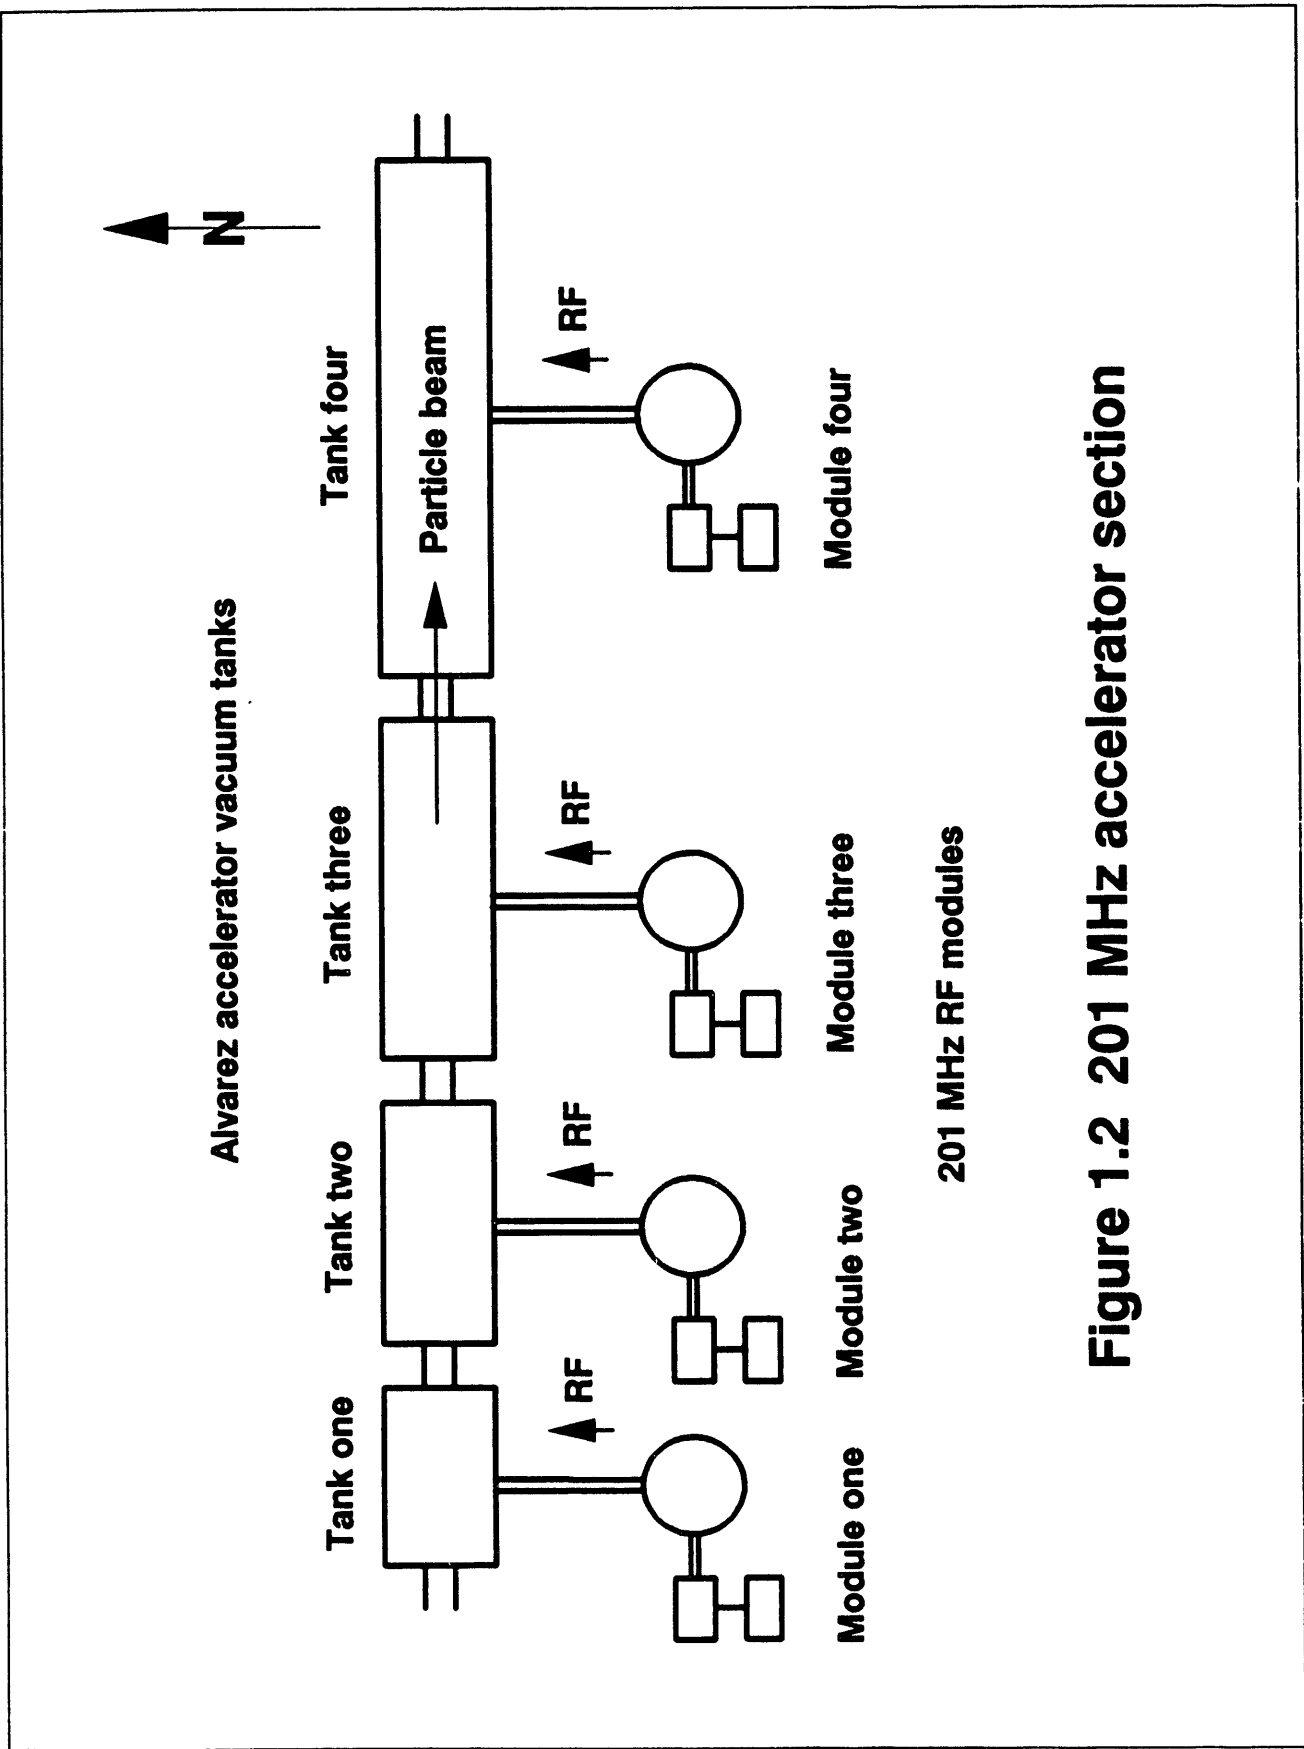 N
Alvarez accelerator vacuum tanks
Tank one
Tank two
Tank three
Tank four
Particle beam
RF
RF
RF
RF
Module one
Module two
Module three
Module four
201 MHz RF modules
Figure 1.2 201 MHz accelerator section